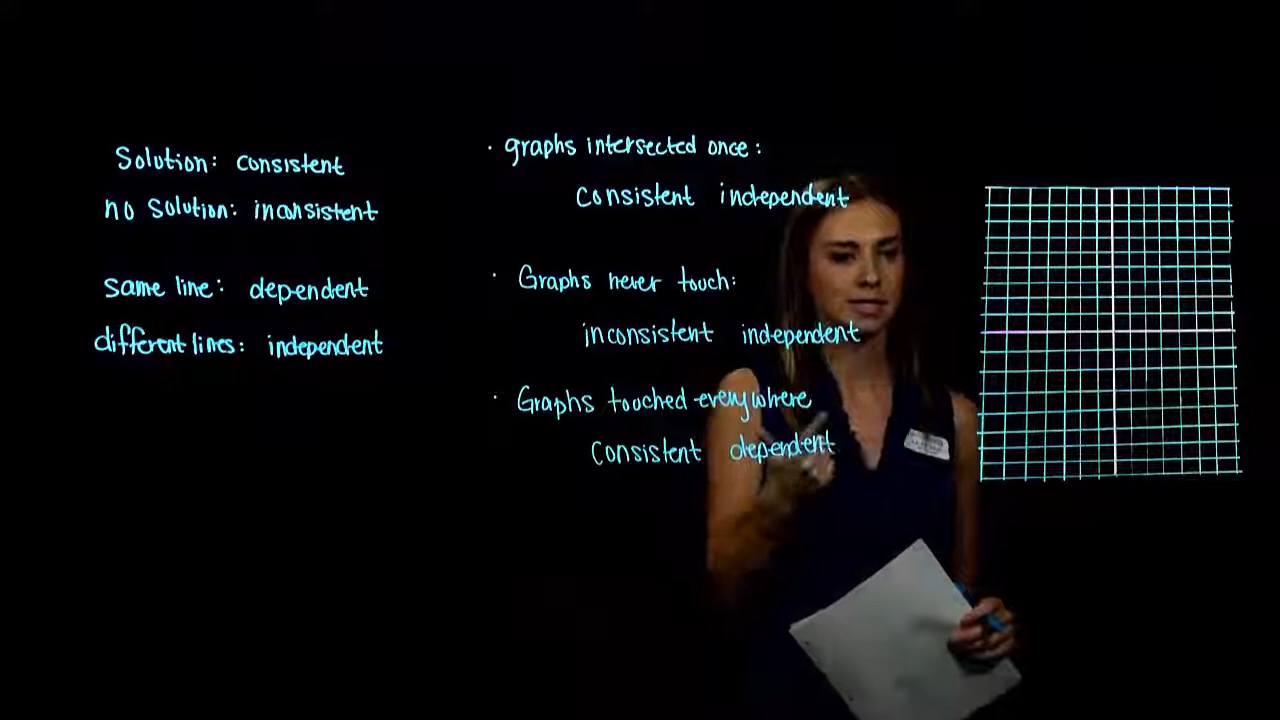 Solution: consistent
no solution: inconsistent
same line: dependent
different lines: independent
· graphs intersected once:
consistent independent
· Graphs never touch:
inconsistent independent
· Graphs touched everywhere
consistent dependent